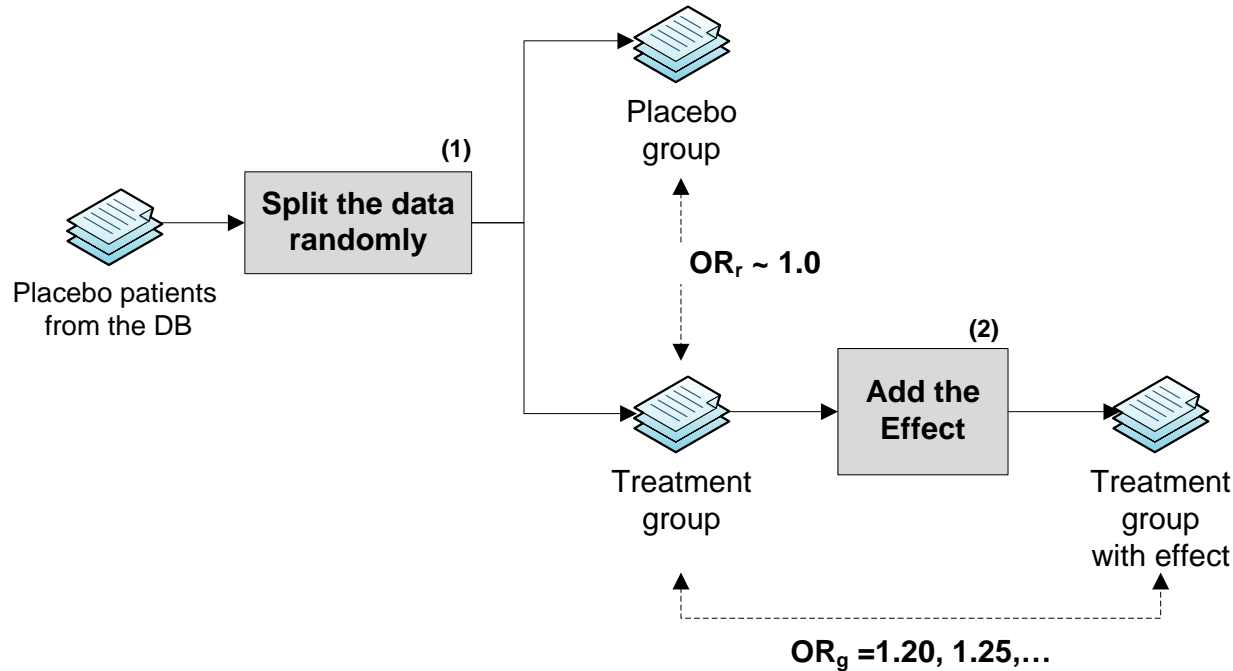 Placebo patients
from the DB
(1)
Split the data
randomly
Placebo
group
ORr ~ 1.0
Treatment
group
(2)
Add the
Effect
Treatment
group
with effect
ORg =1.20, 1.25,...